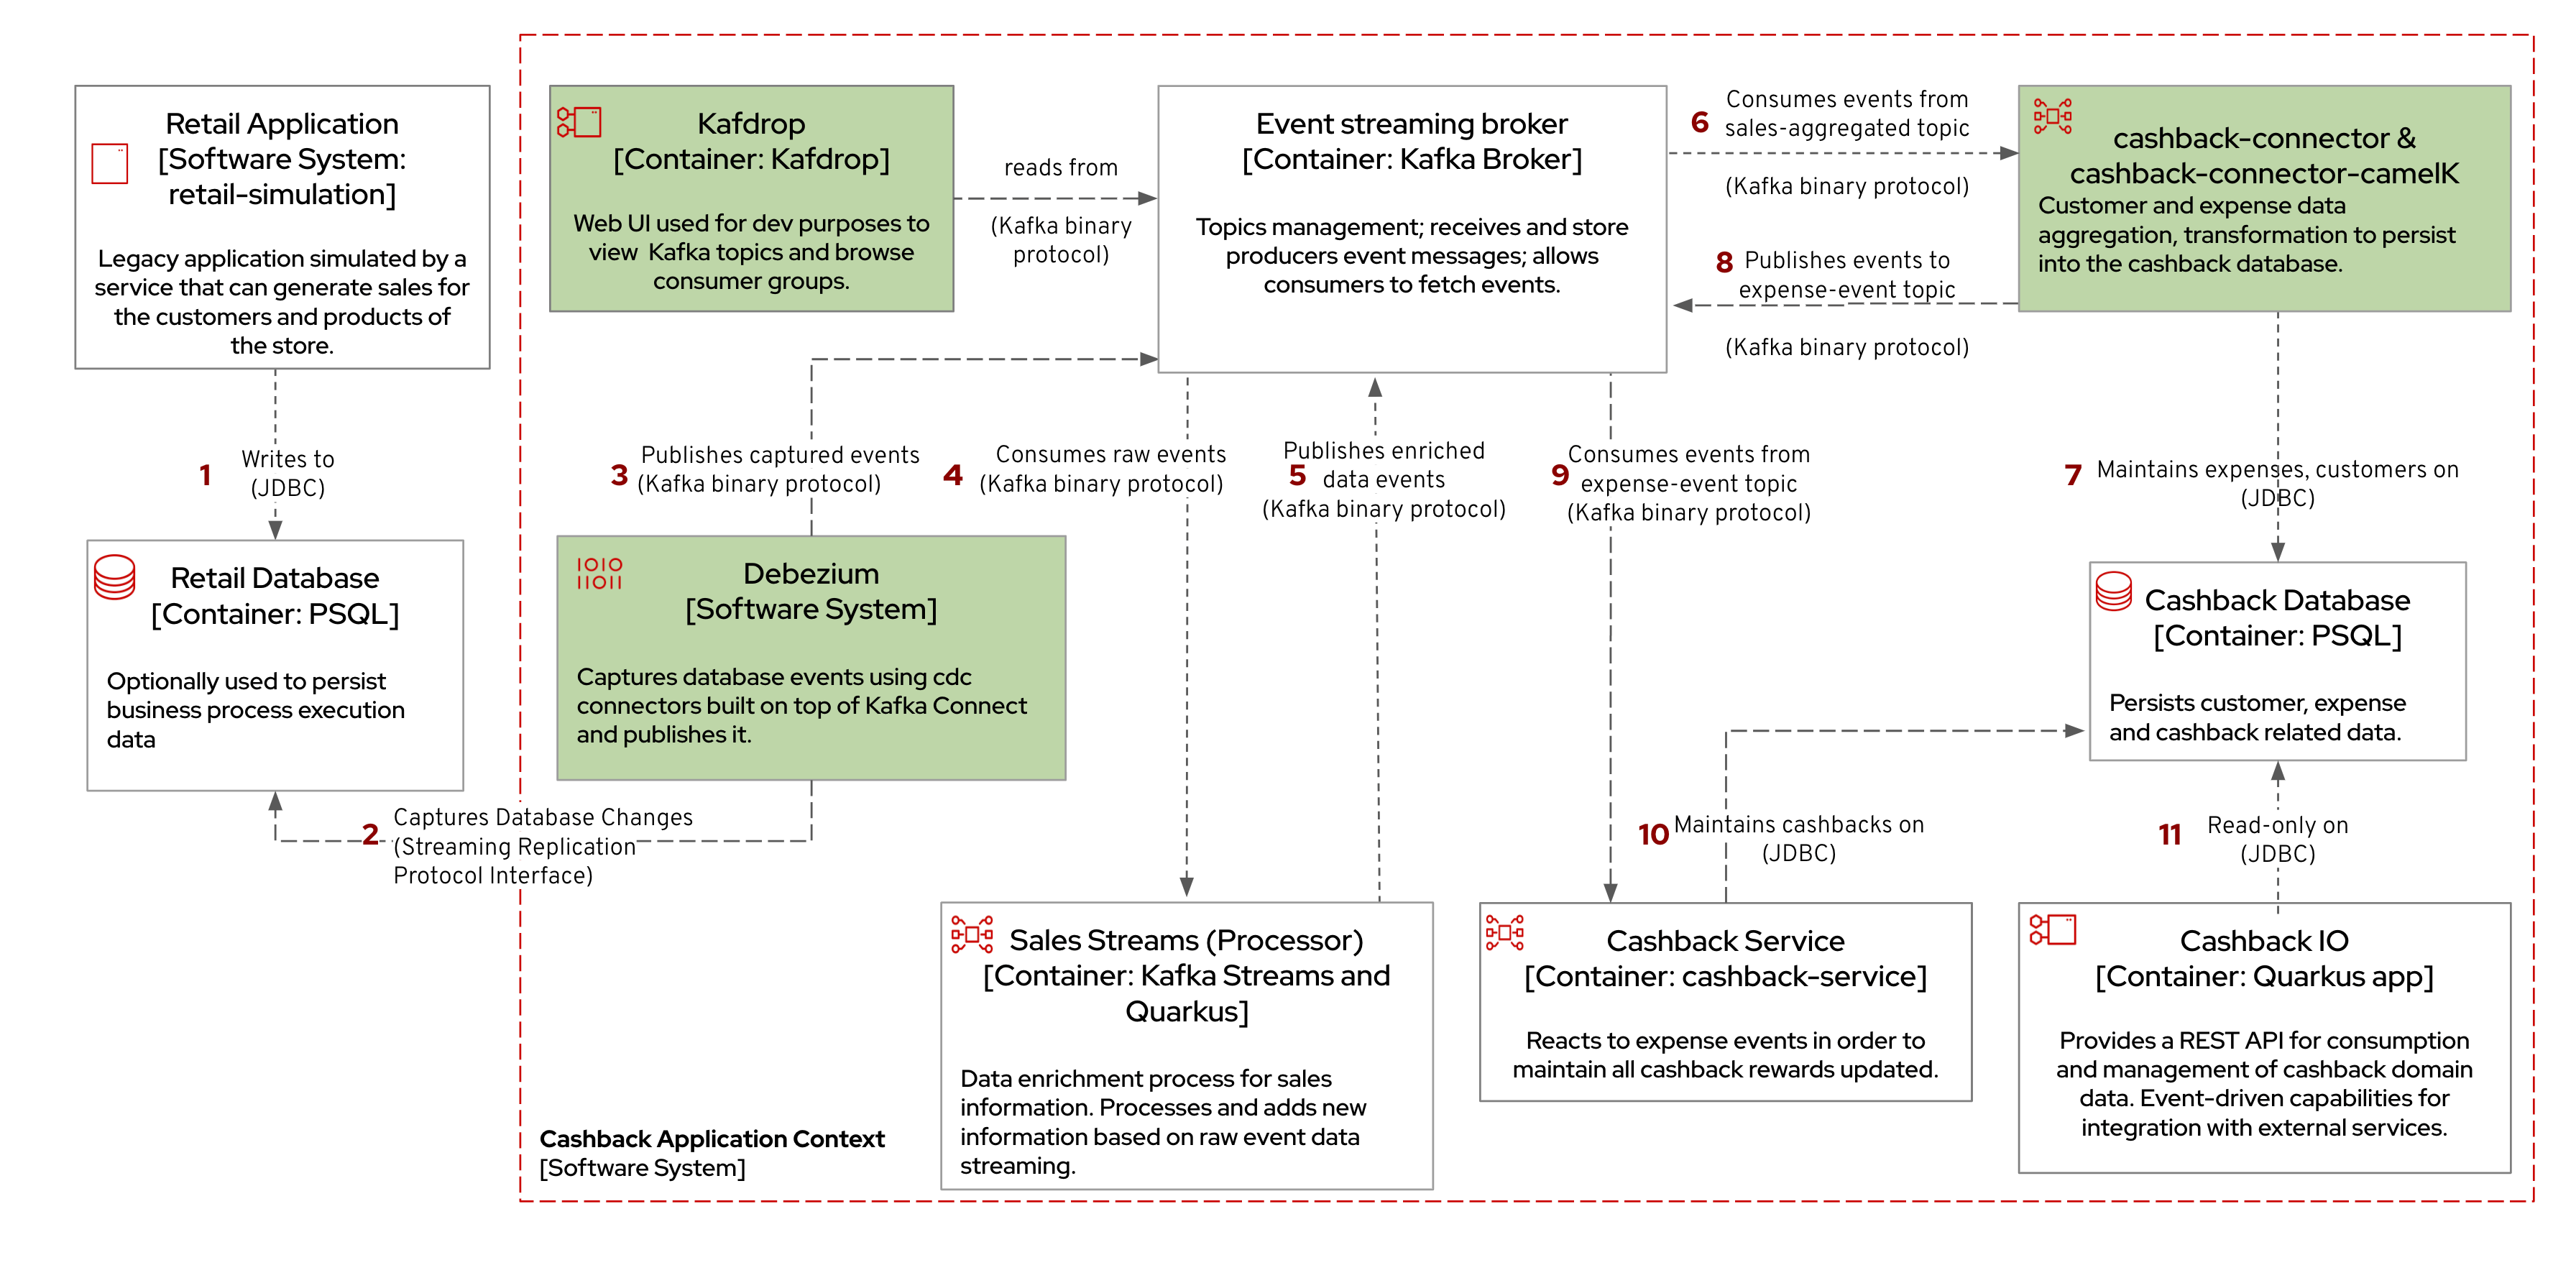 Retail Application
[Software System:
retail-simulation]
Legacy application simulated by a
service that can generate sales for
the customers and products of
the store.
Kafdrop
[Container: Kafdrop]
Web UI used for dev purposes to
view Kafka topics and browse
consumer groups.
reads from
(Kafka binary
protocol)
Event streaming broker
[Container: Kafka Broker]
Topics management; receives and store
producers event messages; allows
consumers to fetch events.
6
Consumes events from
sales-aggregated topic
(Kafka binary protocol)
8
Publishes events to
expense-event topic
(Kafka binary protocol)
cashback-connector &
cashback-connector-camelK
Customer and expense data
aggregation, transformation to persist
into the cashback database.
1
Writes to
(JDBC)
3
Publishes captured events
(Kafka binary protocol)
4
Consumes raw events
(Kafka binary protocol)
5
Publishes enriched
data events
(Kafka binary protocol)
9
Consumes events from
expense-event topic
(Kafka binary protocol)
7
Maintains expenses, customers on
(JDBC)
Retail Database
[Container: PSQL]
Optionally used to persist
business process execution
data
Debezium
[Software System]
1010
11011
Captures database events using cdc
connectors built on top of Kafka Connect
and publishes it.
Cashback Database
[Container: PSQL]
Persists customer, expense
and cashback related data.
2
Captures Database Changes
(Streaming Replication
Protocol Interface)
10
Maintains cashbacks on
(JDBC)
11
Read-only on
(JDBC)
Sales Streams (Processor)
[Container: Kafka Streams and
Quarkus]
Data enrichment process for sales
information. Processes and adds new
information based on raw event data
streaming.
Cashback Service
[Container: cashback-service]
Reacts to expense events in order to
maintain all cashback rewards updated.
Cashback IO
[Container: Quarkus app]
Provides a REST API for consumption
and management of cashback domain
data. Event-driven capabilities for
integration with external services.
Cashback Application Context
[Software System]